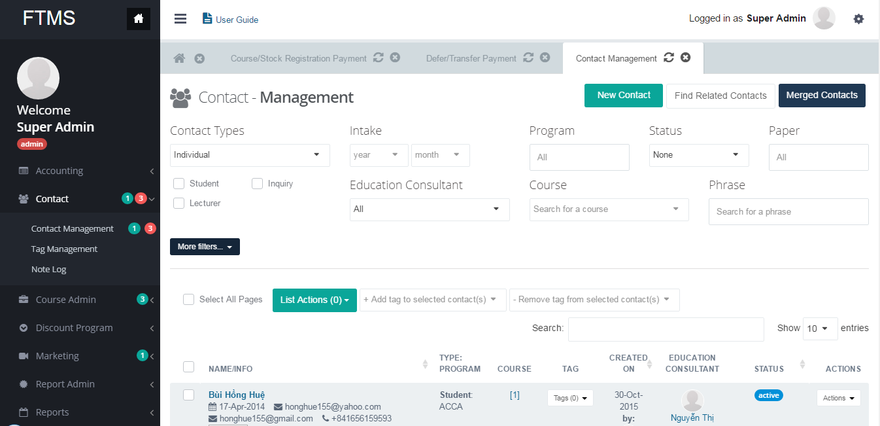 FTMS
User Guide
Logged in as Super Admin
Course/Stock Registration Payment
Defer/Transfer Payment
Contact Management
Welcome
Super Admin
admin
Accounting
Contact 1 3
Contact Management 1 3
Tag Management
Note Log
Course Admin 3
Discount Program
Marketing 1
Report Admin
Reports
Contact - Management
New Contact
Find Related Contacts
Merged Contacts
Contact Types
Intake
Program
Status
Paper
Individual
year
month
All
None
All
Student
Inquiry
Lecturer
Education Consultant
Course
Phrase
All
Search for a course
Search for a phrase
More filters...
Select All Pages
List Actions (0)
+ Add tag to selected contact(s)
- Remove tag from selected contact(s)
Search:
Show 10 entries
NAME/INFO
TYPE:
PROGRAM
COURSE
TAG
CREATED
ON
EDUCATION
CONSULTANT
STATUS
ACTIONS
Bùi Hồng Huệ
17-Apr-2014 honghue155@yahoo.com
honghue155@gmail.com +841656159593
Student:
ACCA
[1]
Tags (0)
30-Oct-
2015
by:
Nguyễn Thị
active
Actions